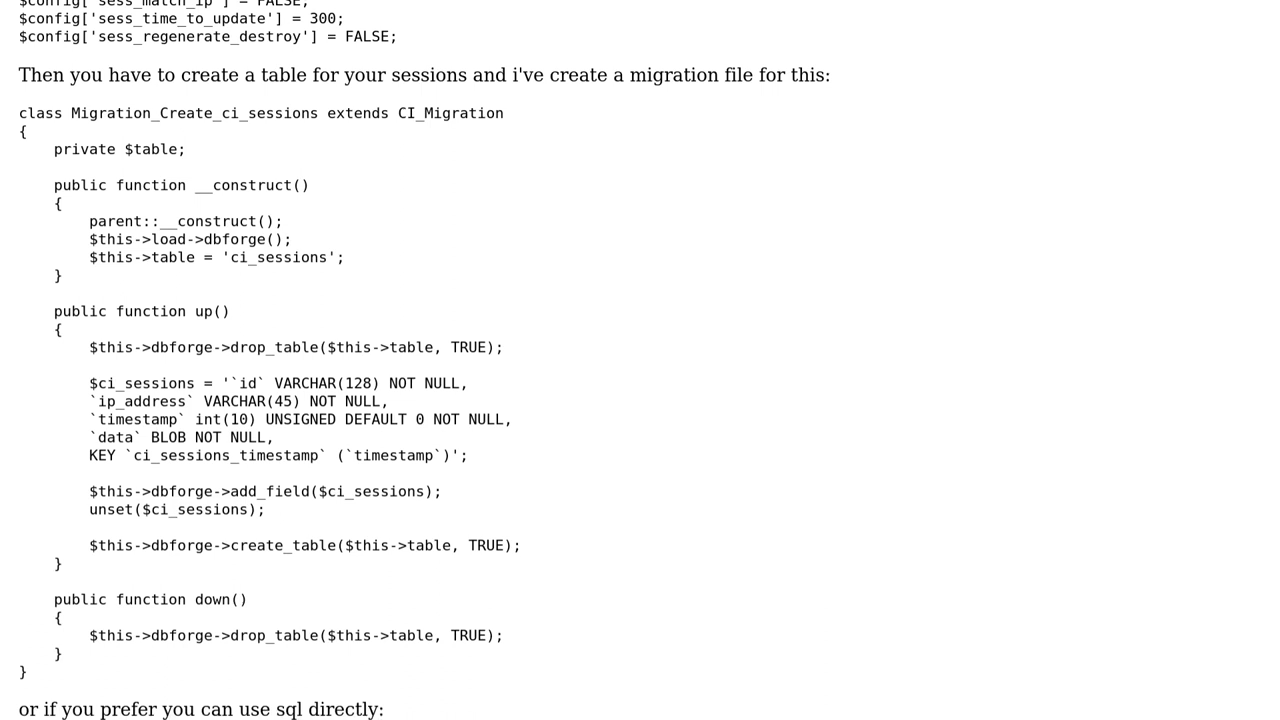 $config['sess_match_ip'] = FALSE;
$config['sess_time_to_update'] = 300;
$config['sess_regenerate_destroy'] = FALSE;
Then you have to create a table for your sessions and i've create a migration file for this:
class Migration_Create_ci_sessions extends CI_Migration
{
    private $table;
    public function __construct()
    {
        parent::__construct();
        $this->load->dbforge();
        $this->table = 'ci_sessions';
    }
    public function up()
    {
        $this->dbforge->drop_table($this->table, TRUE);
        $ci_sessions = '`id` VARCHAR(128) NOT NULL,
        `ip_address` VARCHAR(45) NOT NULL,
        `timestamp` int(10) UNSIGNED DEFAULT 0 NOT NULL,
        `data` BLOB NOT NULL,
        KEY `ci_sessions_timestamp` (`timestamp`)';
        $this->dbforge->add_field($ci_sessions);
        unset($ci_sessions);
        $this->dbforge->create_table($this->table, TRUE);
    }
    public function down()
    {
        $this->dbforge->drop_table($this->table, TRUE);
    }
}
or if you prefer you can use sql directly: